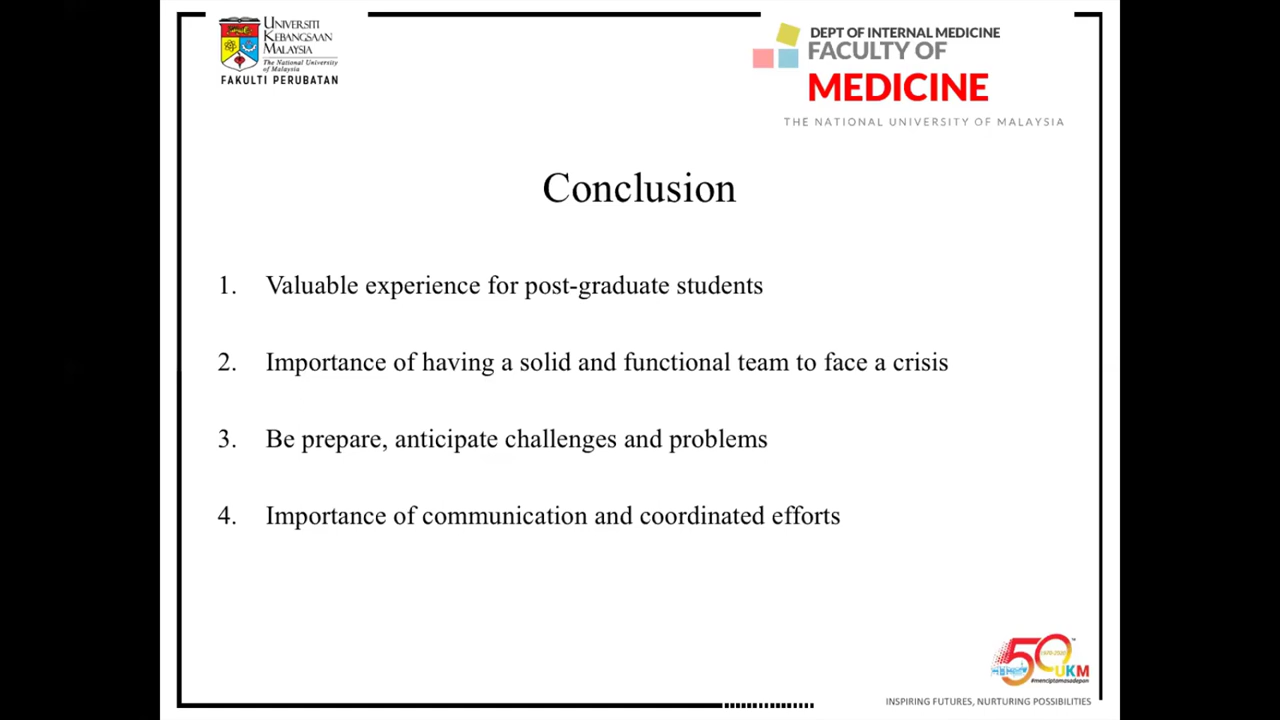 UNIVERSITI
KEBANGSAAN
MALAYSIA
The National University
of Malaysia
FAKULTI PERUBATAN
DEPT OF INTERNAL MEDICINE
FACULTY OF
MEDICINE
THE NATIONAL UNIVERSITY OF MALAYSIA
Conclusion
1. Valuable experience for post-graduate students
2. Importance of having a solid and functional team to face a crisis
3. Be prepare, anticipate challenges and problems
4. Importance of communication and coordinated efforts
50
1970-2020
UKM
#menciptamasadepan
INSPIRING FUTURES, NURTURING POSSIBILITIES